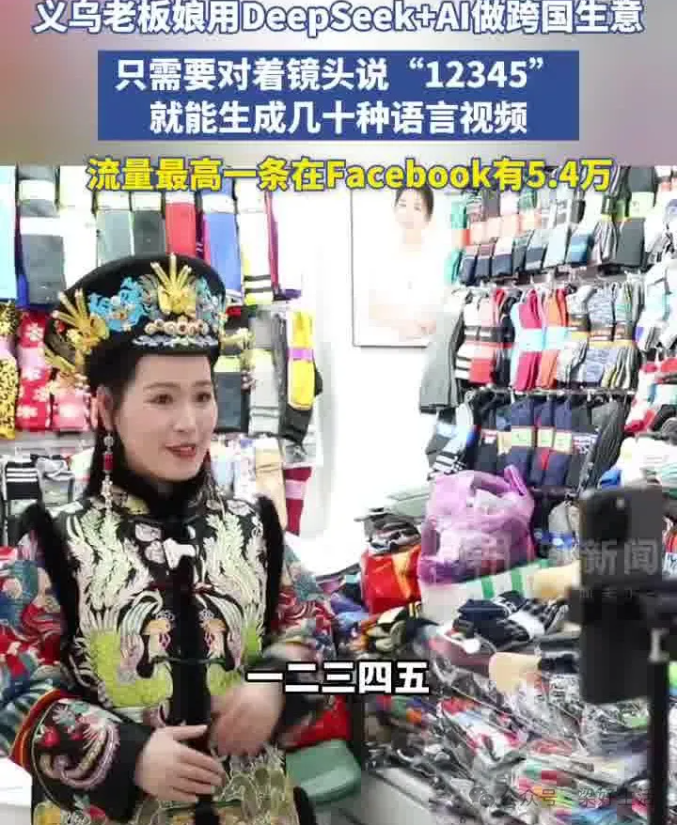 义乌老板娘用DeepSeek+AI做跨国生意
只需要对着镜头说“12345”
就能生成几十种语言视频
流量最高一条在Facebook有5.4万
新闻
一二三四五